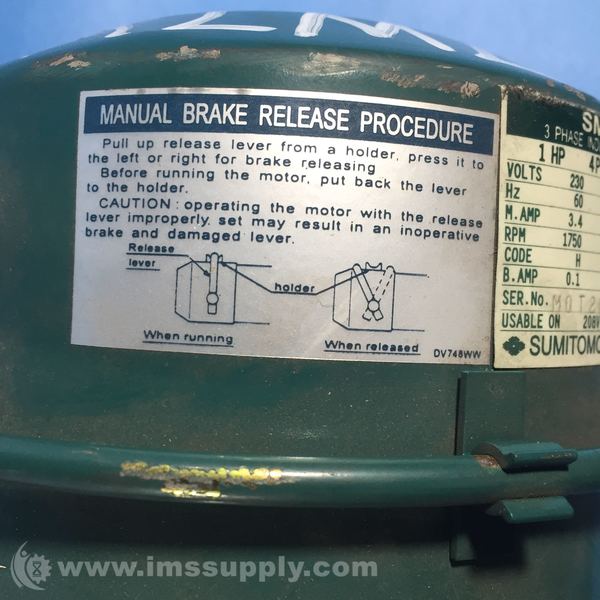 MANUAL BRAKE RELEASE PROCEDURE
Pull up release lever from a holder, press it to
the left or right for brake releasing
Before running the motor, put back the lever
to the holder.
CAUTION : operating the motor with the release
lever improperly set may result in an inoperative
brake and damaged lever.
Release
lever
holder
When running
When released
DV748WW
SM
3 PHASE IND
1 HP 4P
VOLTS 230
Hz 60
M. AMP 3.4
RPM 1750
CODE H
B. AMP 0.1
SER. No. MOT2
USABLE ON 208V
SUMITOMO
www.imssupply.com